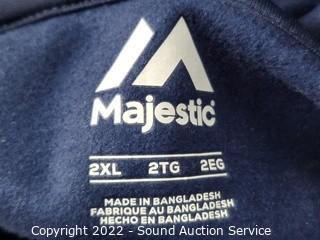 Majestic
2XL 2TG 2EG
MADE IN BANGLADESH
FABRIQUE AU BANGLADESH
HECHO EN BANGLADESH
Copyright 2022 - Sound Auction Service